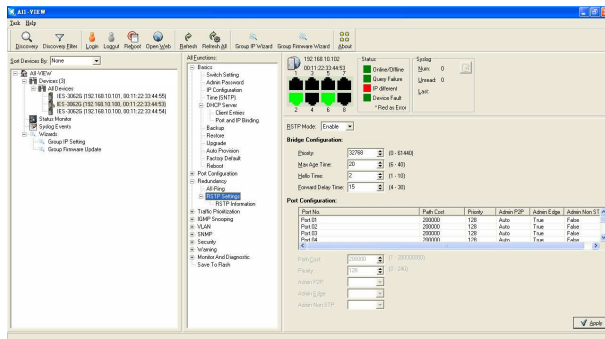 All-VIEW
Task Help
Discovery Discovery Filter Login Logout Reboot Open Web Refresh Refresh All Group IP Wizard Group Firmware Wizard About
Sort Devices By: None
All-VIEW
Devices (3)
All Devices
IES-3062G (192.168.10.101, 00:11:22:33:44:55)
IES-3062G (192.168.10.100, 00:11:22:33:44:53)
IES-3062G (192.168.10.100, 00:11:22:33:44:54)
Status Monitor
Syslog Events
Wizards
Group IP Setting
Group Firmware Update
All Functions:
Basics
Switch Setting
Admin Password
IP Configuration
Time (SNTP)
DHCP Server
Client Entries
Port and IP Binding
Backup
Restore
Upgrade
Auto Provision
Factory Default
Reboot
Port Configuration
Redundancy
All-Ring
RSTP Settings
RSTP Information
Traffic Prioritization
IGMP Snooping
VLAN
SNMP
Security
Warning
Monitor And Diagnostic
Save To Flash
192.168.10.102
00:11:22:33:44:53
1 3 5 7
2 4 6 8
Status
Online/Offline
Query Failure
IP different
Device Fault
* Red as Error
Syslog
Num: 0
Unread: 0
Last:
RSTP Mode: Enable
Bridge Configuration:
Priority: 32768 (0 - 61440)
Max Age Time: 20 (6 - 40)
Hello Time: 2 (1 - 10)
Forward Delay Time: 15 (4 - 30)
Port Configuration:
Port No. Path Cost Priority Admin P2P Admin Edge Admin Non ST
Port.01 200000 128 Auto True False
Port.02 200000 128 Auto True False
Port.03 200000 128 Auto True False
Port.04 200000 128 Auto True False
Path Cost 200000 (1 - 200000000)
Priority 128 (0 - 240)
Admin P2P
Admin Edge
Admin Non STP
Apply